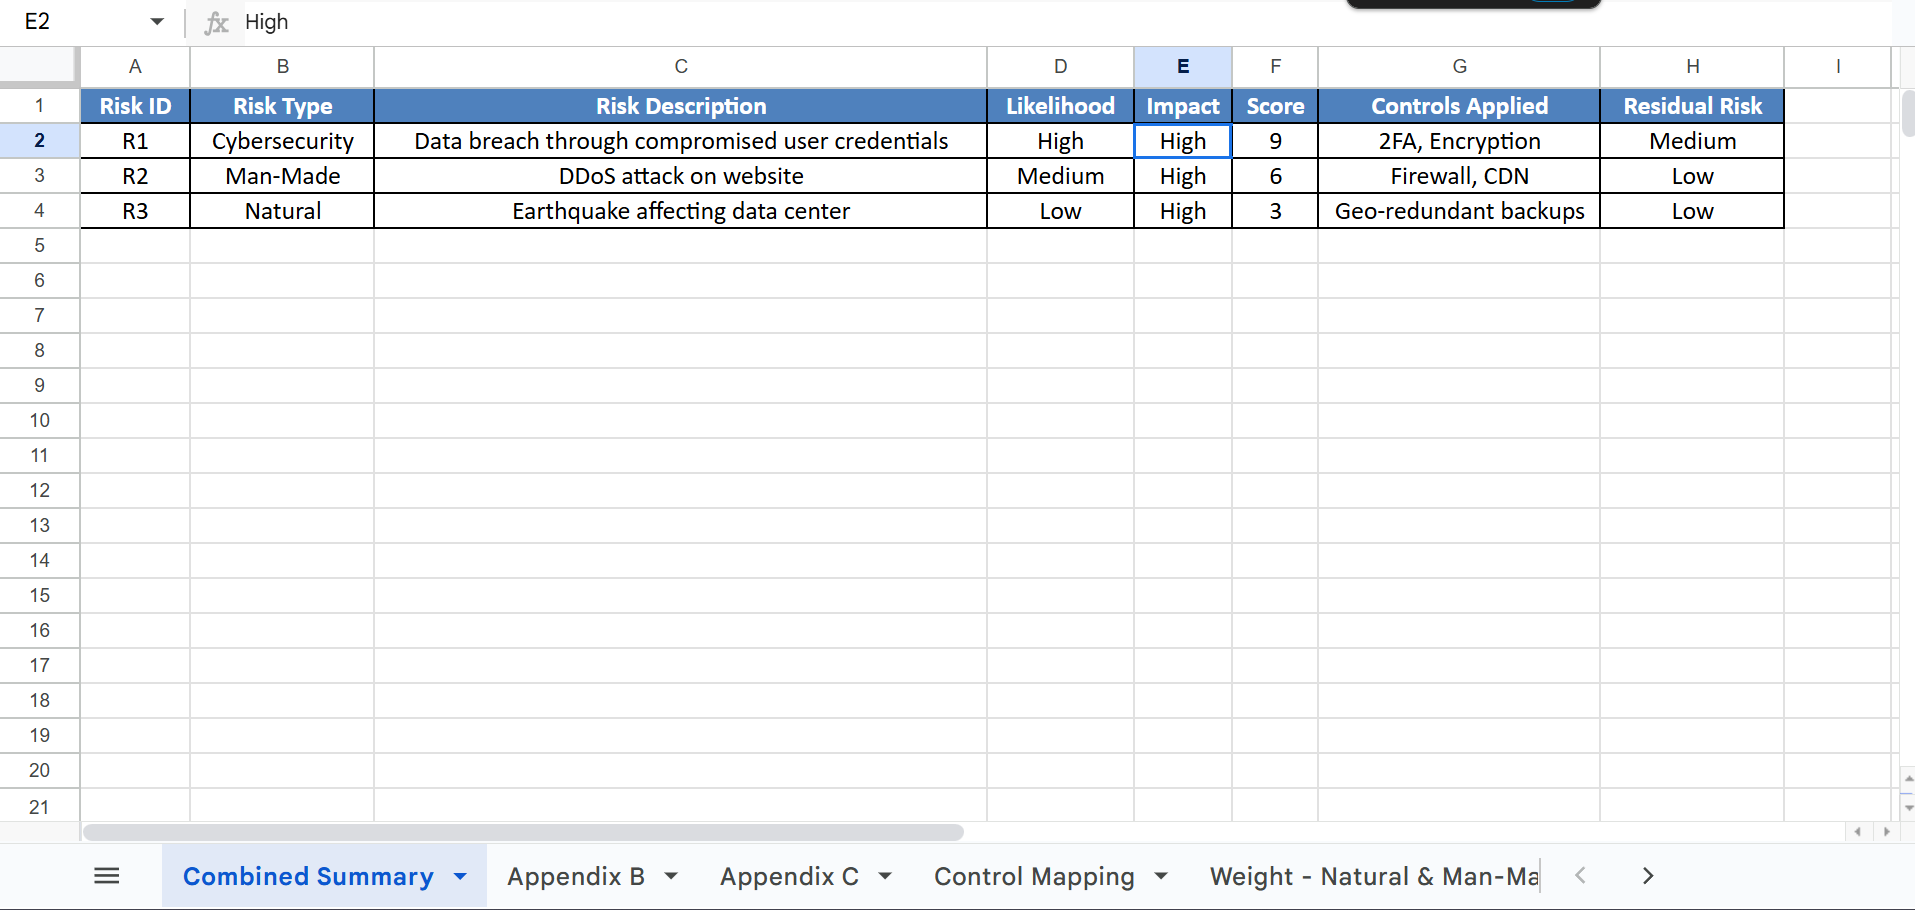 E2 fx High
A B C D E F G H I
1 Risk ID Risk Type Risk Description Likelihood Impact Score Controls Applied Residual Risk
2 R1 Cybersecurity Data breach through compromised user credentials High High 9 2FA, Encryption Medium
3 R2 Man-Made DDoS attack on website Medium High 6 Firewall, CDN Low
4 R3 Natural Earthquake affecting data center Low High 3 Geo-redundant backups Low
5
6
7
8
9
10
11
12
13
14
15
16
17
18
19
20
21
Combined Summary Appendix B Appendix C Control Mapping Weight - Natural & Man-Ma